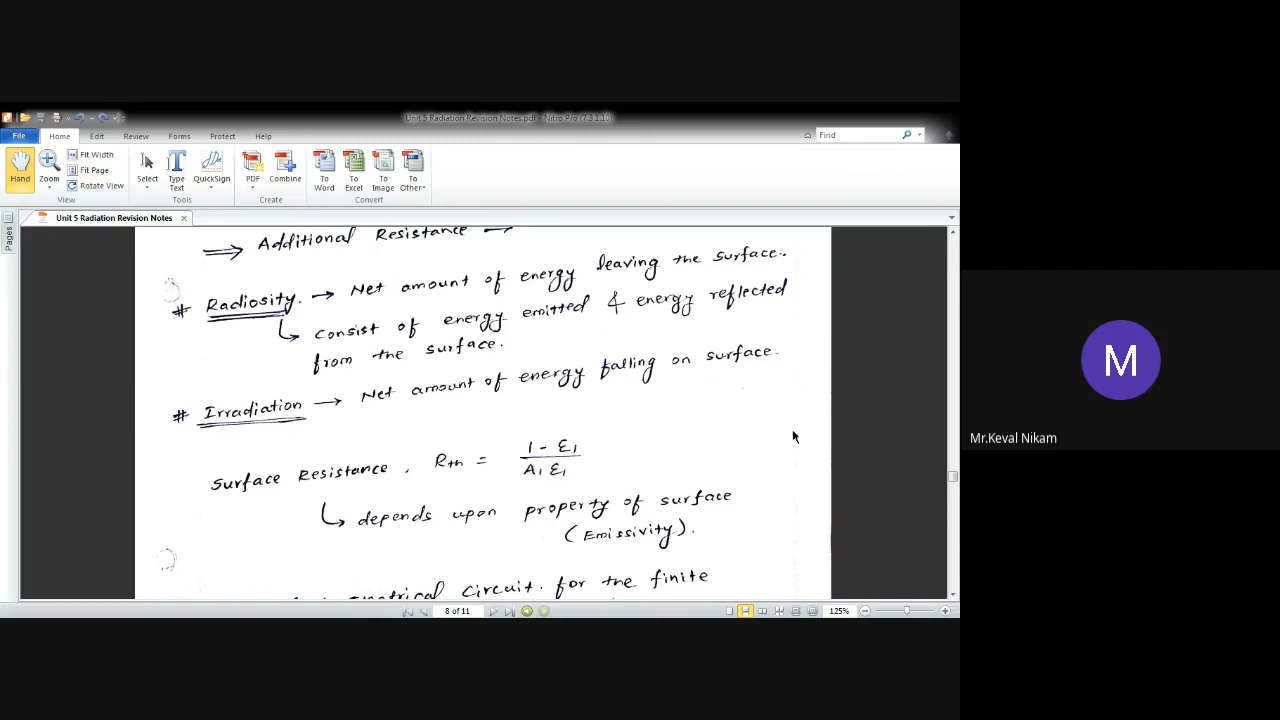 Unit 5 Radiation Revision Notes.pdf - Nitro Pro (7.3.1.10)
File Home Edit Review Forms Protect Help Find
Hand Zoom Fit Width Fit Page Rotate View Select Type Text QuickSign PDF Combine To Word To Excel To Image To Other
View Tools Create Convert
Unit 5 Radiation Revision Notes
Pages
⟹ Additional Resistance →
# Radiosity. → Net amount of energy leaving the surface..
↳ consist of energy emitted & energy reflected
from the surface.
# Irradiation → Net amount of energy falling on surface.
Surface Resistance, Rth = 1 - ε1 / A1 ε1
↳ depends upon property of surface
(Emissivity).
circuit. for the finite
8 of 11 125%
M
Mr.Keval Nikam